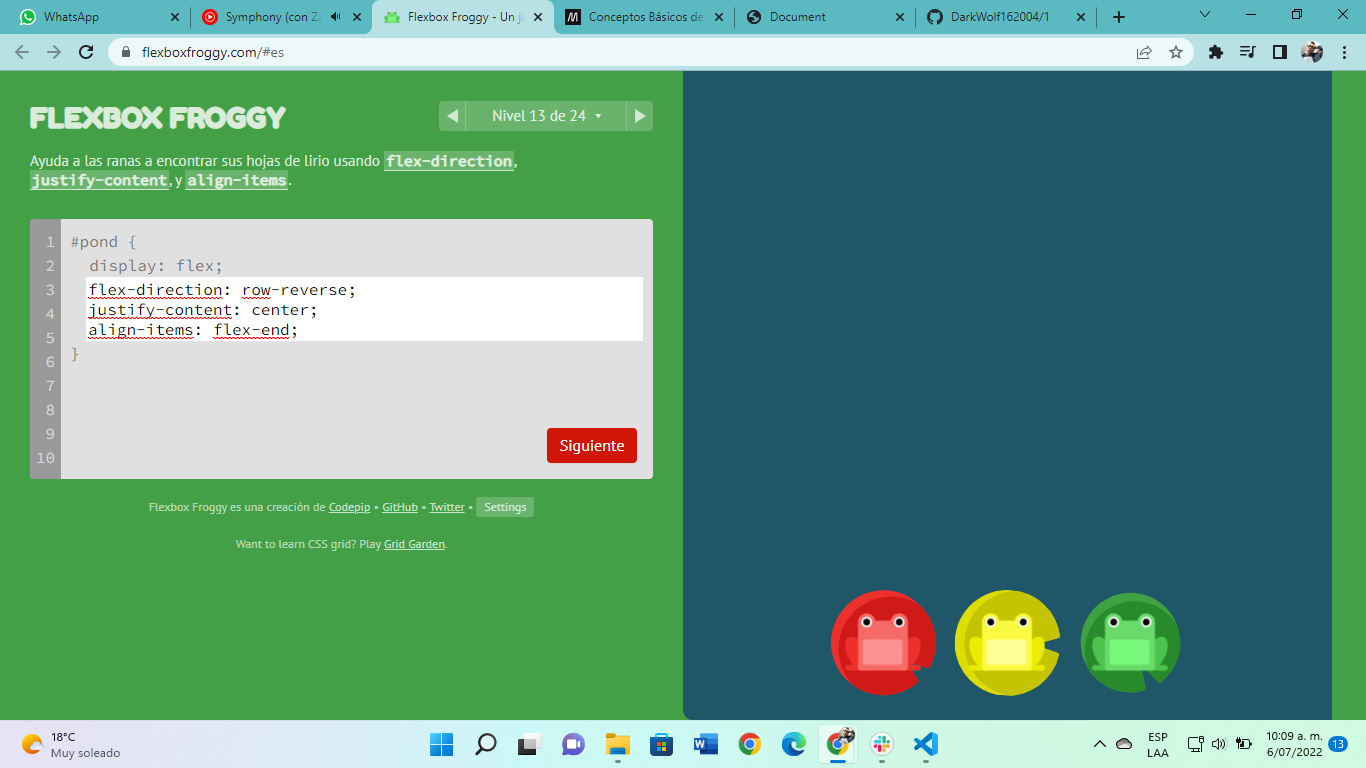 WhatsApp
Symphony (con Za
Flexbox Froggy - Un ju
Conceptos Básicos de
Document
DarkWolf162004/1
flexboxfroggy.com/#es
FLEXBOX FROGGY
Nivel 13 de 24
Ayuda a las ranas a encontrar sus hojas de lirio usando flex-direction,
justify-content, y align-items.
1 #pond {
2 display: flex;
3 flex-direction: row-reverse;
4 justify-content: center;
5 align-items: flex-end;
6 }
7
8
9
10
Siguiente
Flexbox Froggy es una creación de Codepip • GitHub • Twitter • Settings
Want to learn CSS grid? Play Grid Garden.
18°C
Muy soleado
ESP
LAA
10:09 a. m.
6/07/2022
13